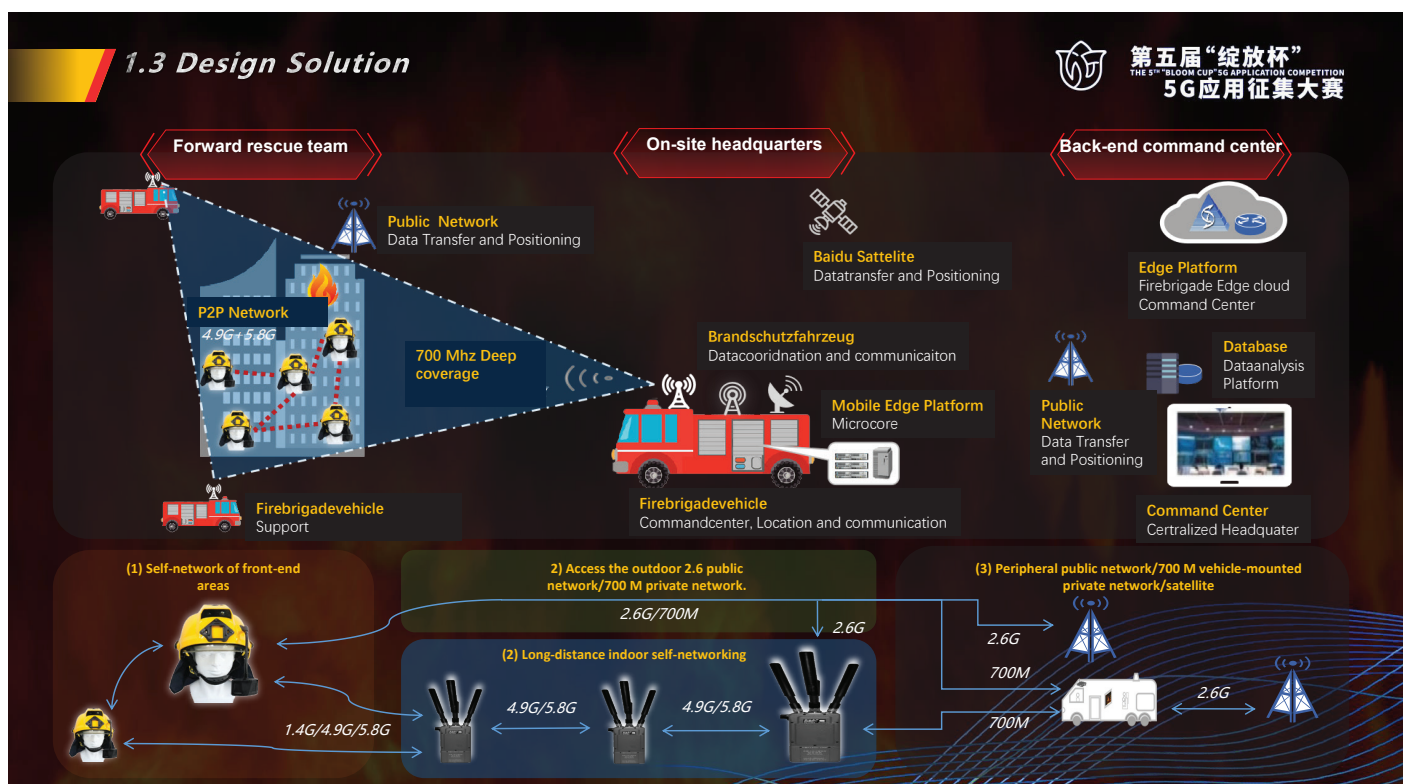 1.3 Design Solution
第五届“绽放杯”
THE 5TH "BLOOM CUP"5G APPLICATION COMPETITION
5G应用征集大赛
Forward rescue team
On-site headquarters
Back-end command center
Public Network
Data Transfer and Positioning
P2P Network
4.9G+5.8G
700 Mhz Deep
coverage
Firebrigadevehicle
Support
Baidu Sattelite
Datatransfer and Positioning
Brandschutzfahrzeug
Datacooridnation and communicaiton
Mobile Edge Platform
Microcore
Firebrigadevehicle
Commandcenter, Location and communication
Edge Platform
Firebrigade Edge cloud
Command Center
Database
Dataanalysis
Platform
Public
Network
Data Transfer
and Positioning
Command Center
Certralized Headquater
(1) Self-network of front-end
areas
1.4G/4.9G/5.8G
2) Access the outdoor 2.6 public
network/700 M private network.
2.6G/700M
2.6G
(2) Long-distance indoor self-networking
4.9G/5.8G
4.9G/5.8G
(3) Peripheral public network/700 M vehicle-mounted
private network/satellite
2.6G
700M
700M
2.6G